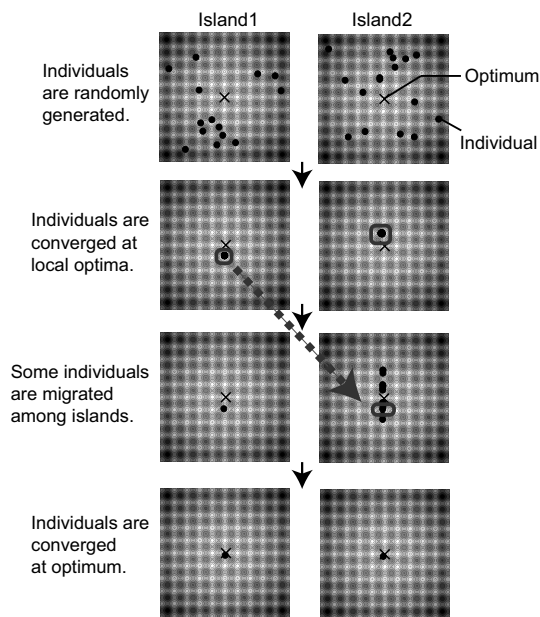 Island1
Island2
Individuals
are randomly
generated.
Optimum
Individual
Individuals are
converged at
local optima.
Some individuals
are migrated
among islands.
Individuals are
converged
at optimum.